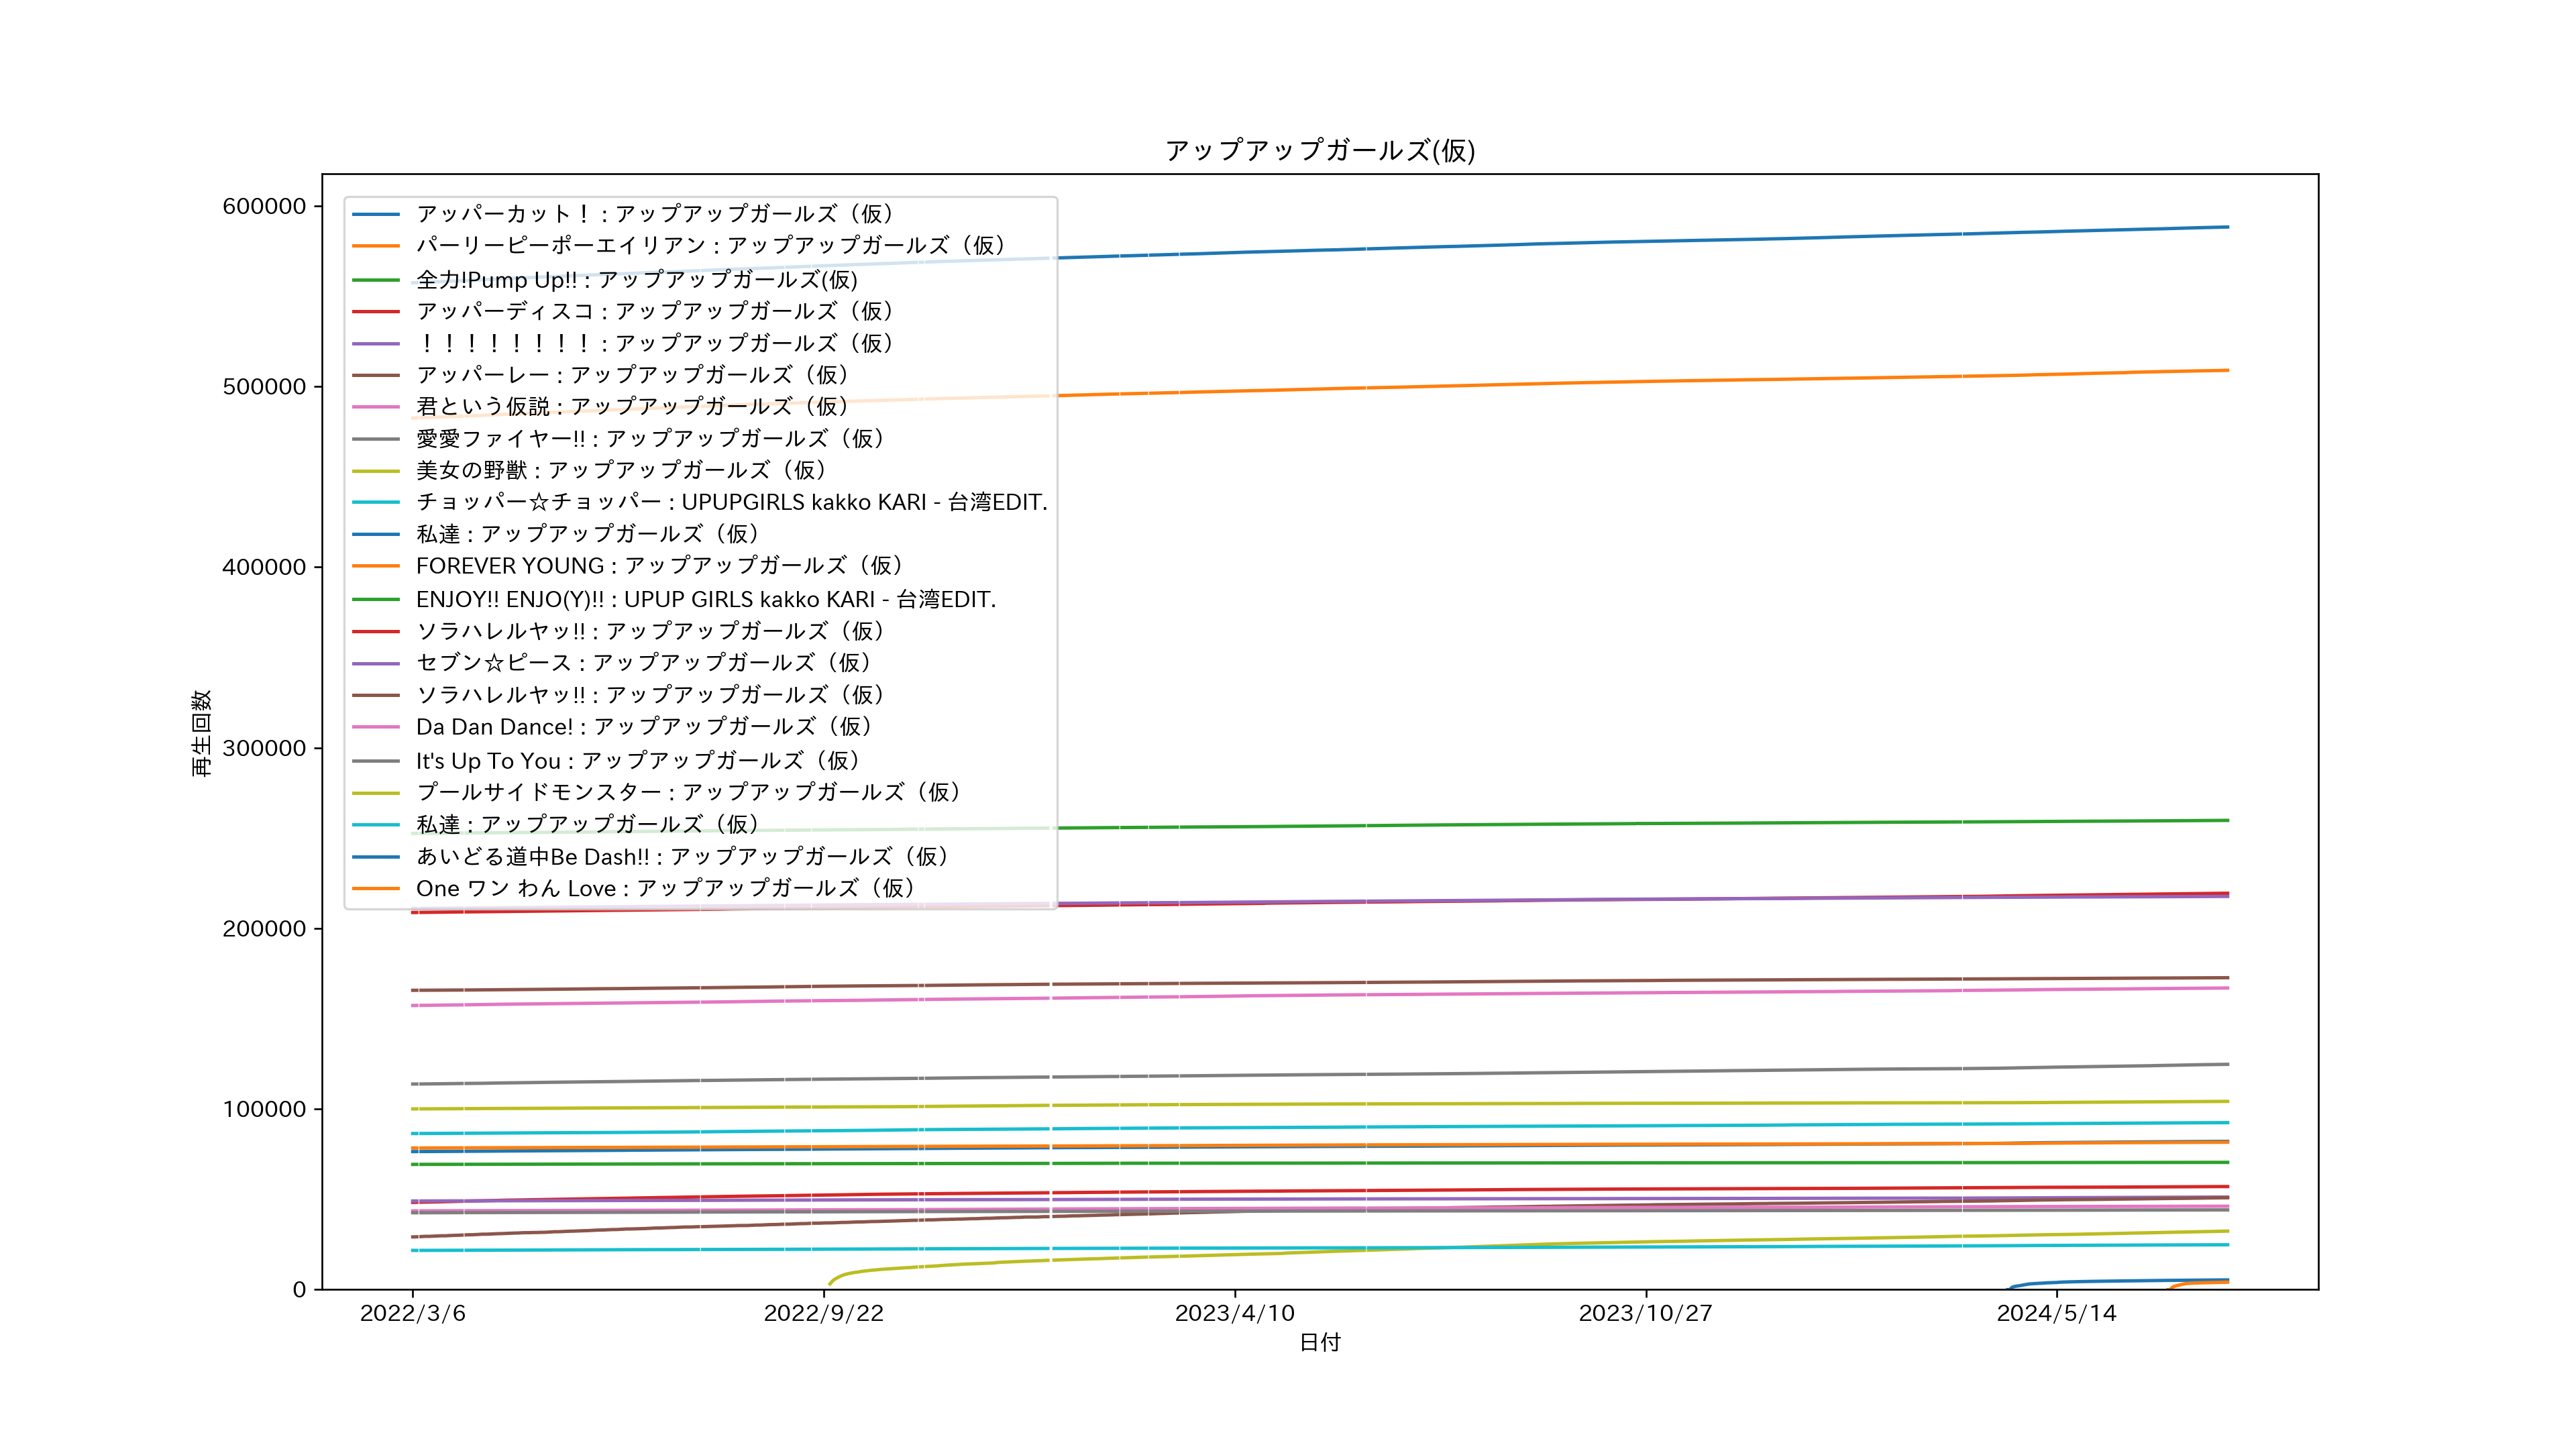 アップアップガールズ(仮)
600000
500000
400000
300000
200000
100000
0
再生回数
アッパーカット！ : アップアップガールズ（仮）
パーリーピーポーエイリアン : アップアップガールズ（仮）
全力!Pump Up!! : アップアップガールズ(仮)
アッパーディスコ : アップアップガールズ（仮）
！！！！！！！！ : アップアップガールズ（仮）
アッパーレー : アップアップガールズ（仮）
君という仮説 : アップアップガールズ（仮）
愛愛ファイヤー!! : アップアップガールズ（仮）
美女の野獣 : アップアップガールズ（仮）
チョッパー☆チョッパー : UPUPGIRLS kakko KARI - 台湾EDIT.
私達 : アップアップガールズ（仮）
FOREVER YOUNG : アップアップガールズ（仮）
ENJOY!! ENJO(Y)!! : UPUP GIRLS kakko KARI - 台湾EDIT.
ソラハレルヤッ!! : アップアップガールズ（仮）
セブン☆ピース : アップアップガールズ（仮）
ソラハレルヤッ!! : アップアップガールズ（仮）
Da Dan Dance! : アップアップガールズ（仮）
It's Up To You : アップアップガールズ（仮）
プールサイドモンスター : アップアップガールズ（仮）
私達 : アップアップガールズ（仮）
あいどる道中Be Dash!! : アップアップガールズ（仮）
One ワン わん Love : アップアップガールズ（仮）
2022/3/6
2022/9/22
2023/4/10
2023/10/27
2024/5/14
日付